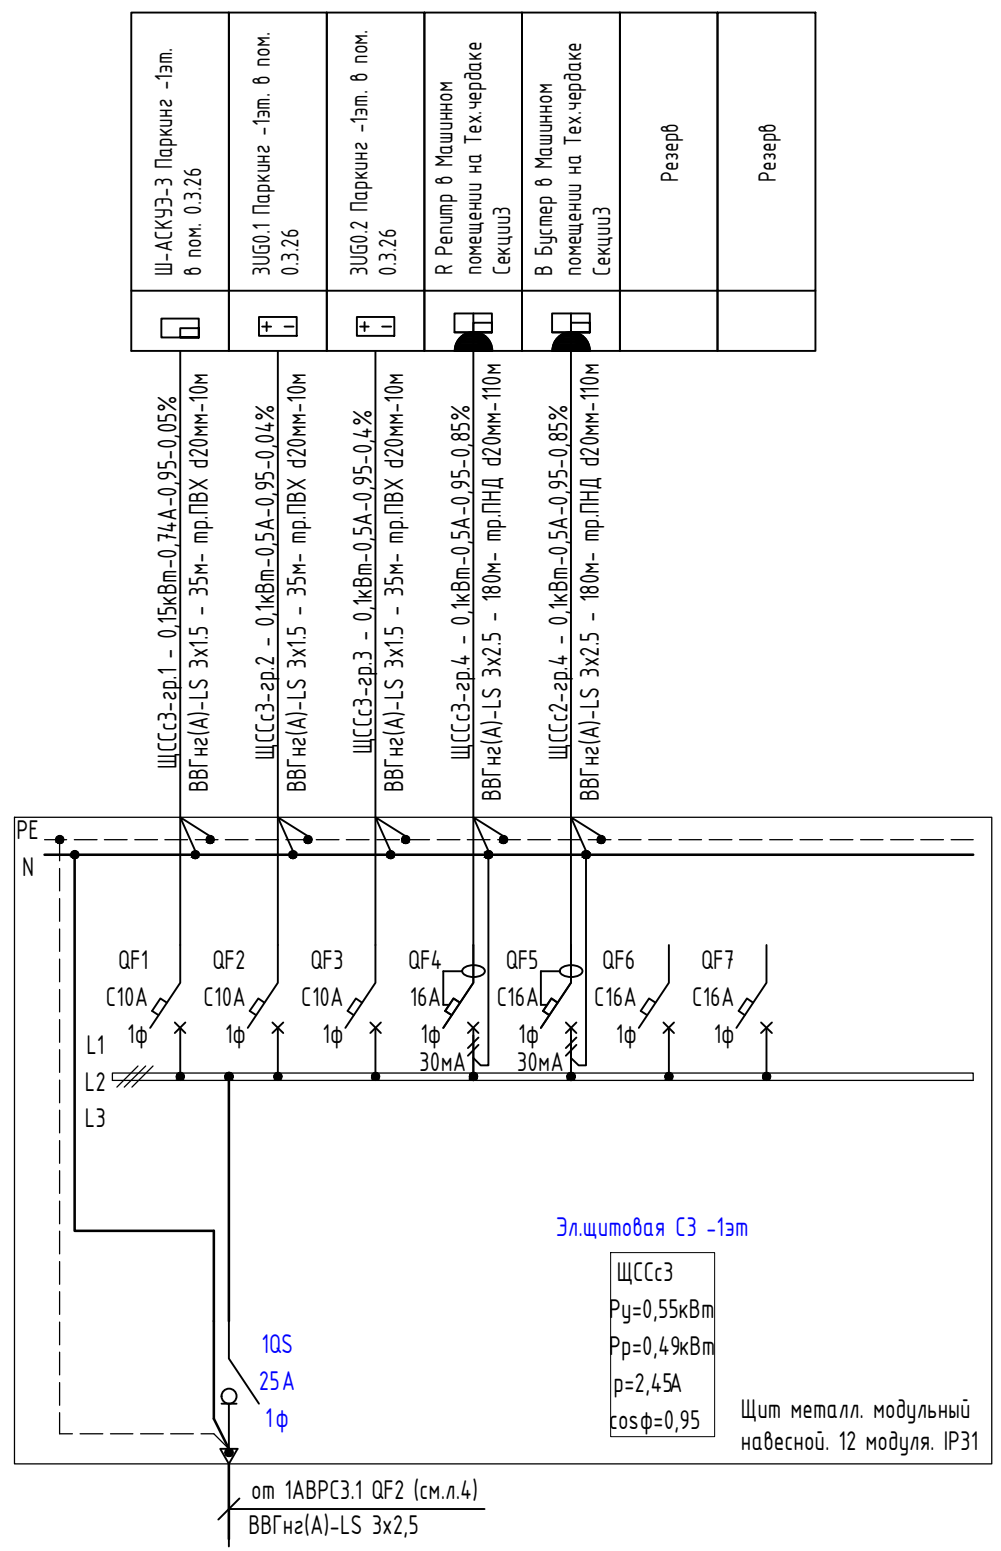 Ш-АСКУЭ-3 Паркинг -1эт.
в пом. 0.3.26
3UG0.1 Паркинг -1эт. в пом.
0.3.26
3UG0.2 Паркинг -1эт. в пом.
0.3.26
R Репитр в Машинном
помещении на Тех.чердаке
Секции3
В Бустер в Машинном
помещении на Тех.чердаке
Секции3
Резерв
Резерв
ЩССс3-гр.1 - 0,15кВт-0,74А-0,95-0,05%
ВВГнг(А)-LS 3х1.5 - 35м- тр.ПВХ d20мм-10м
ЩССс3-гр.2 - 0,1кВт-0,5А-0,95-0,04%
ВВГнг(А)-LS 3х1.5 - 35м- тр.ПВХ d20мм-10м
ЩССс3-гр.3 - 0,1кВт-0,5А-0,95-0,4%
ВВГнг(А)-LS 3х1.5 - 35м- тр.ПВХ d20мм-10м
ЩССс3-гр.4 - 0,1кВт-0,5А-0,95-0,85%
ВВГнг(А)-LS 3х2.5 - 180м- тр.ПНД d20мм-110м
ЩССс2-гр.4 - 0,1кВт-0,5А-0,95-0,85%
ВВГнг(А)-LS 3х2.5 - 180м- тр.ПНД d20мм-110м
PE
N
QF1
С10А
1ф
QF2
С10А
1ф
QF3
С10А
1ф
QF4
16А
1ф
30мА
QF5
С16А
1ф
30мА
QF6
С16А
1ф
QF7
С16А
1ф
L1
L2
L3
Эл.щитовая С3 -1эт
ЩССс3
Ру=0,55кВт
Рр=0,49кВт
р=2,45А
cosф=0,95
1QS
25А
1ф
Щит металл. модульный
навесной. 12 модуля. IP31
от 1АВРС3.1 QF2 (см.л.4)
ВВГнг(А)-LS 3х2,5